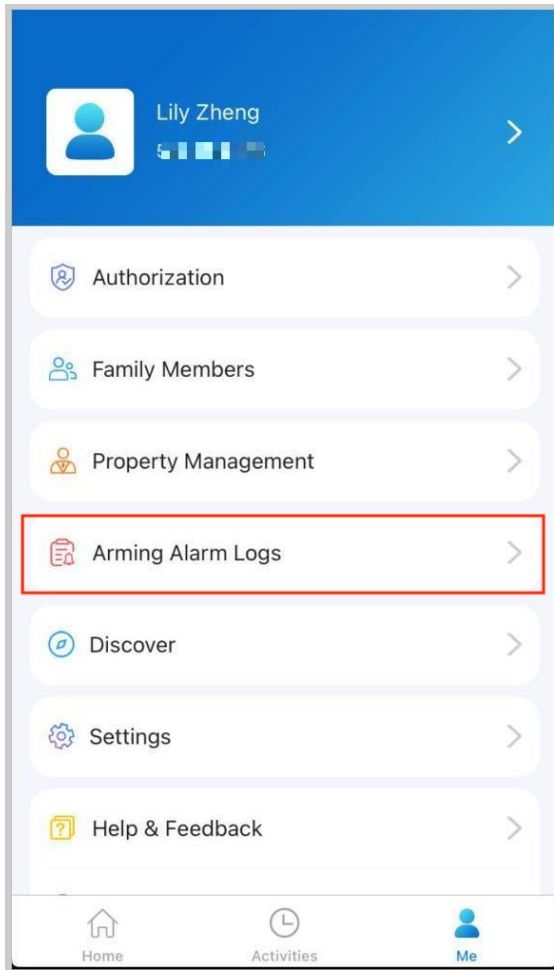 Lily Zheng
Authorization
Family Members
Property Management
Arming Alarm Logs
Discover
Settings
Help & Feedback
Home
Activities
Me